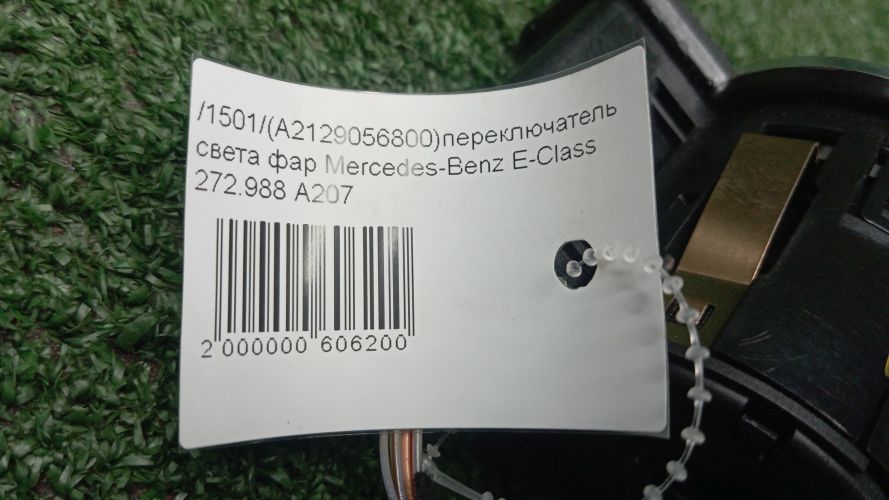 /1501/(A2129056800)переключатель
света фар Mercedes-Benz E-Class
272.988 A207
2 000000 606200